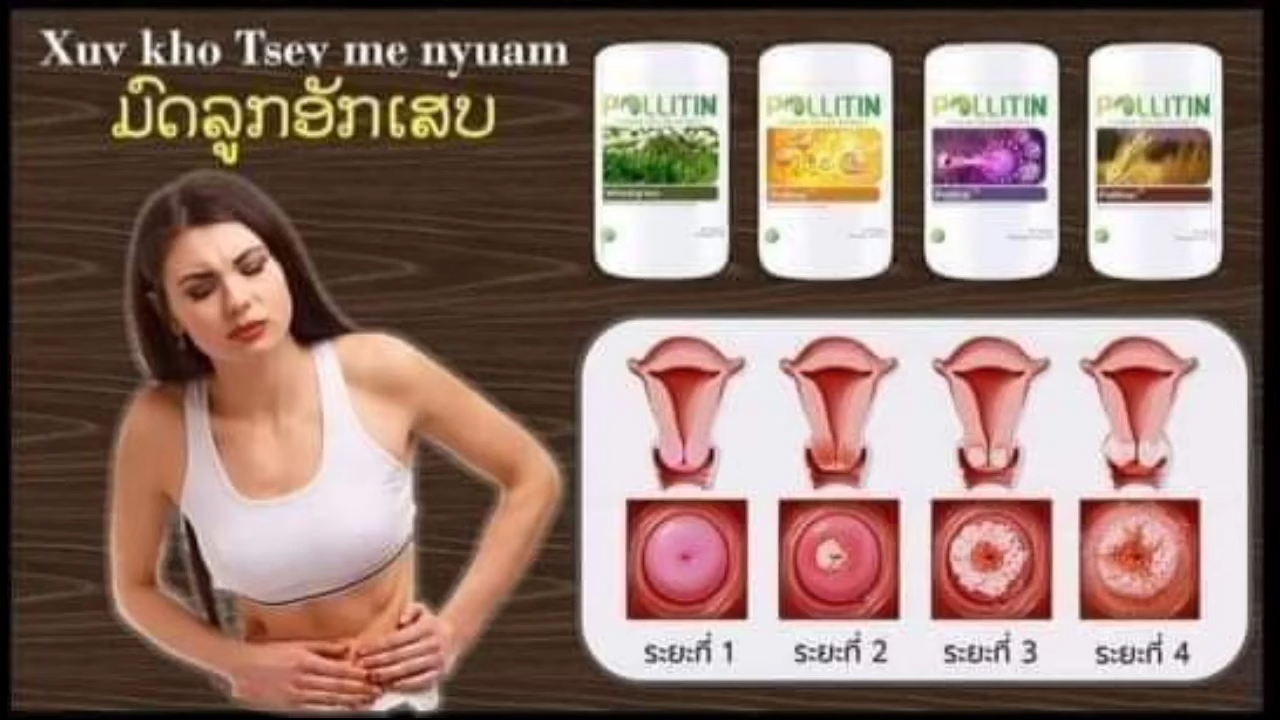 Xuv kho Tsev me nyuam
ມົດລູກອັກເສບ
POLLITIN
POLLITIN
POLLITIN
POLLITIN
ระยะที่ 1
ระยะที่ 2
ระยะที่ 3
ระยะที่ 4